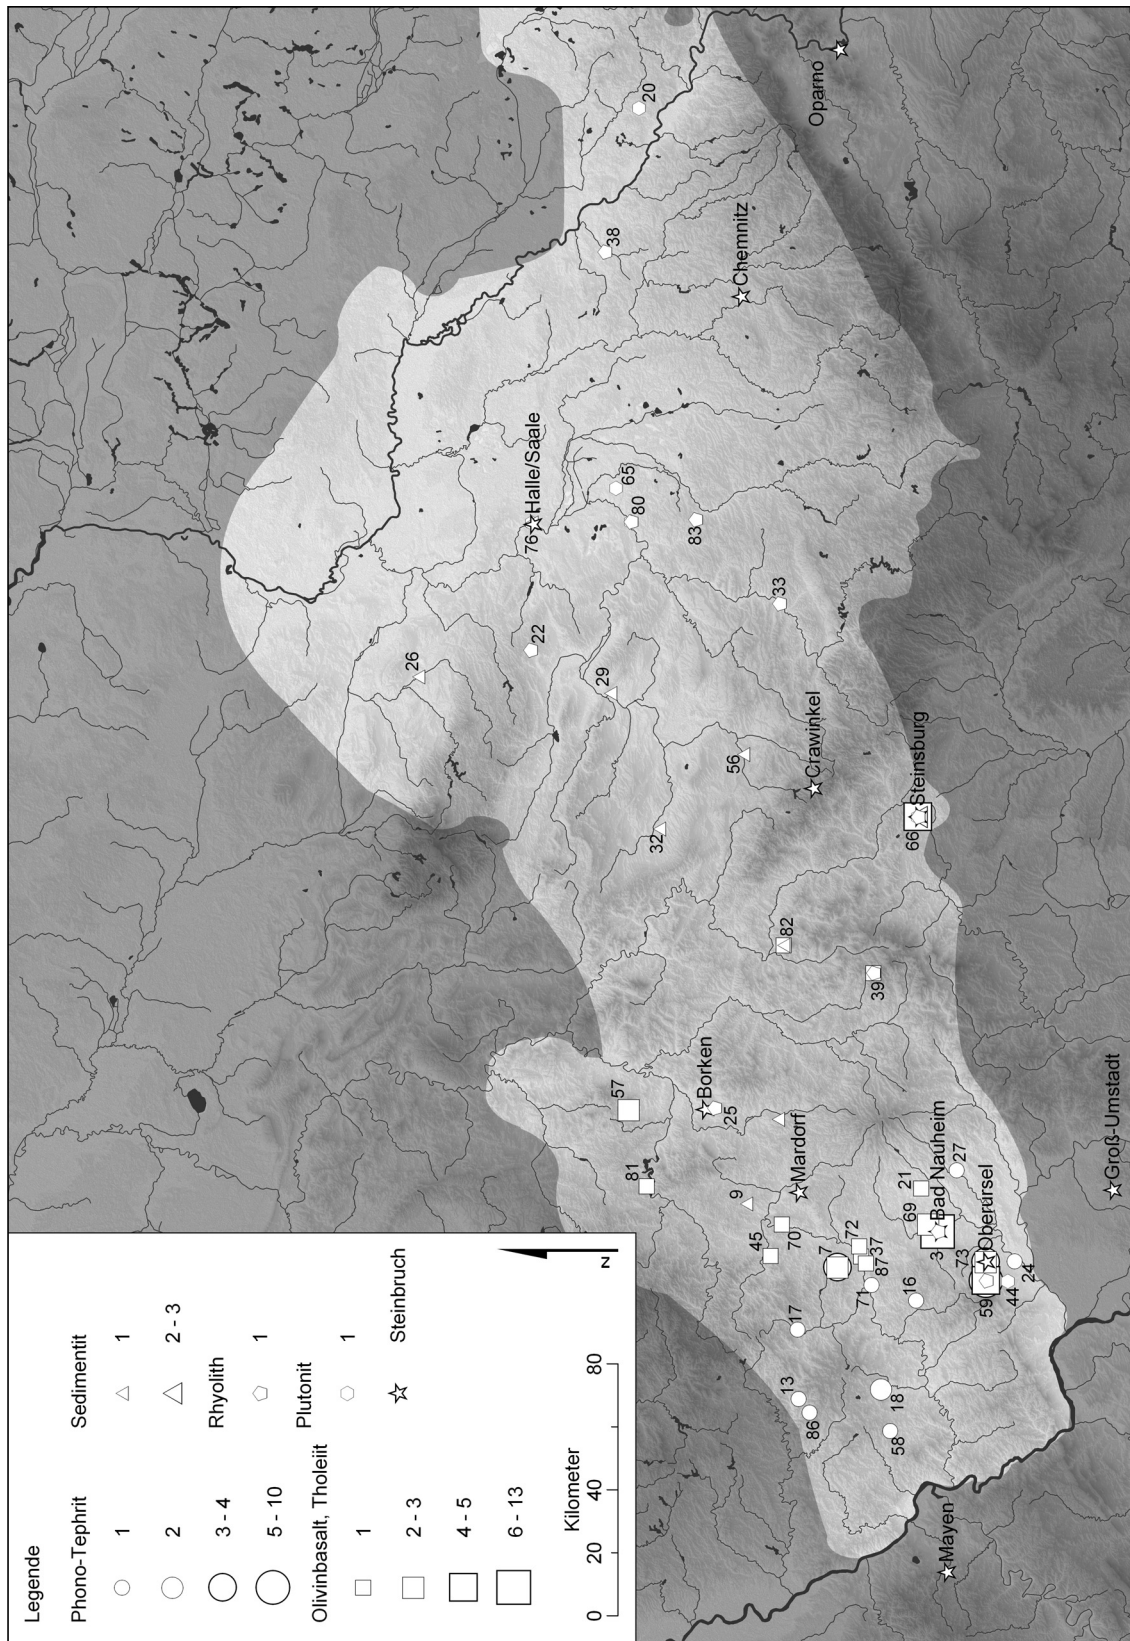 Legende
Phono-Tephrit
1
2
3 - 4
5 - 10
Olivinbasalt, Tholeiit
1
2 - 3
4 - 5
6 - 13
Sedimentit
1
2 - 3
Rhyolith
1
Plutonit
1
Steinbruch
Kilometer
0 20 40 80
N
20
Oparno
38
Chemnitz
Halle/Saale
76
65
80
83
33
22
26
29
56
Crawinkel
32
66
Steinsburg
82
39
57
Borken
25
81
9
Mardorf
45
70
7
72
37
87
71
16
17
13
86
18
58
21
69
Bad Nauheim
3
27
Oberursel
73
59
44
24
Groß-Umstadt
Mayen